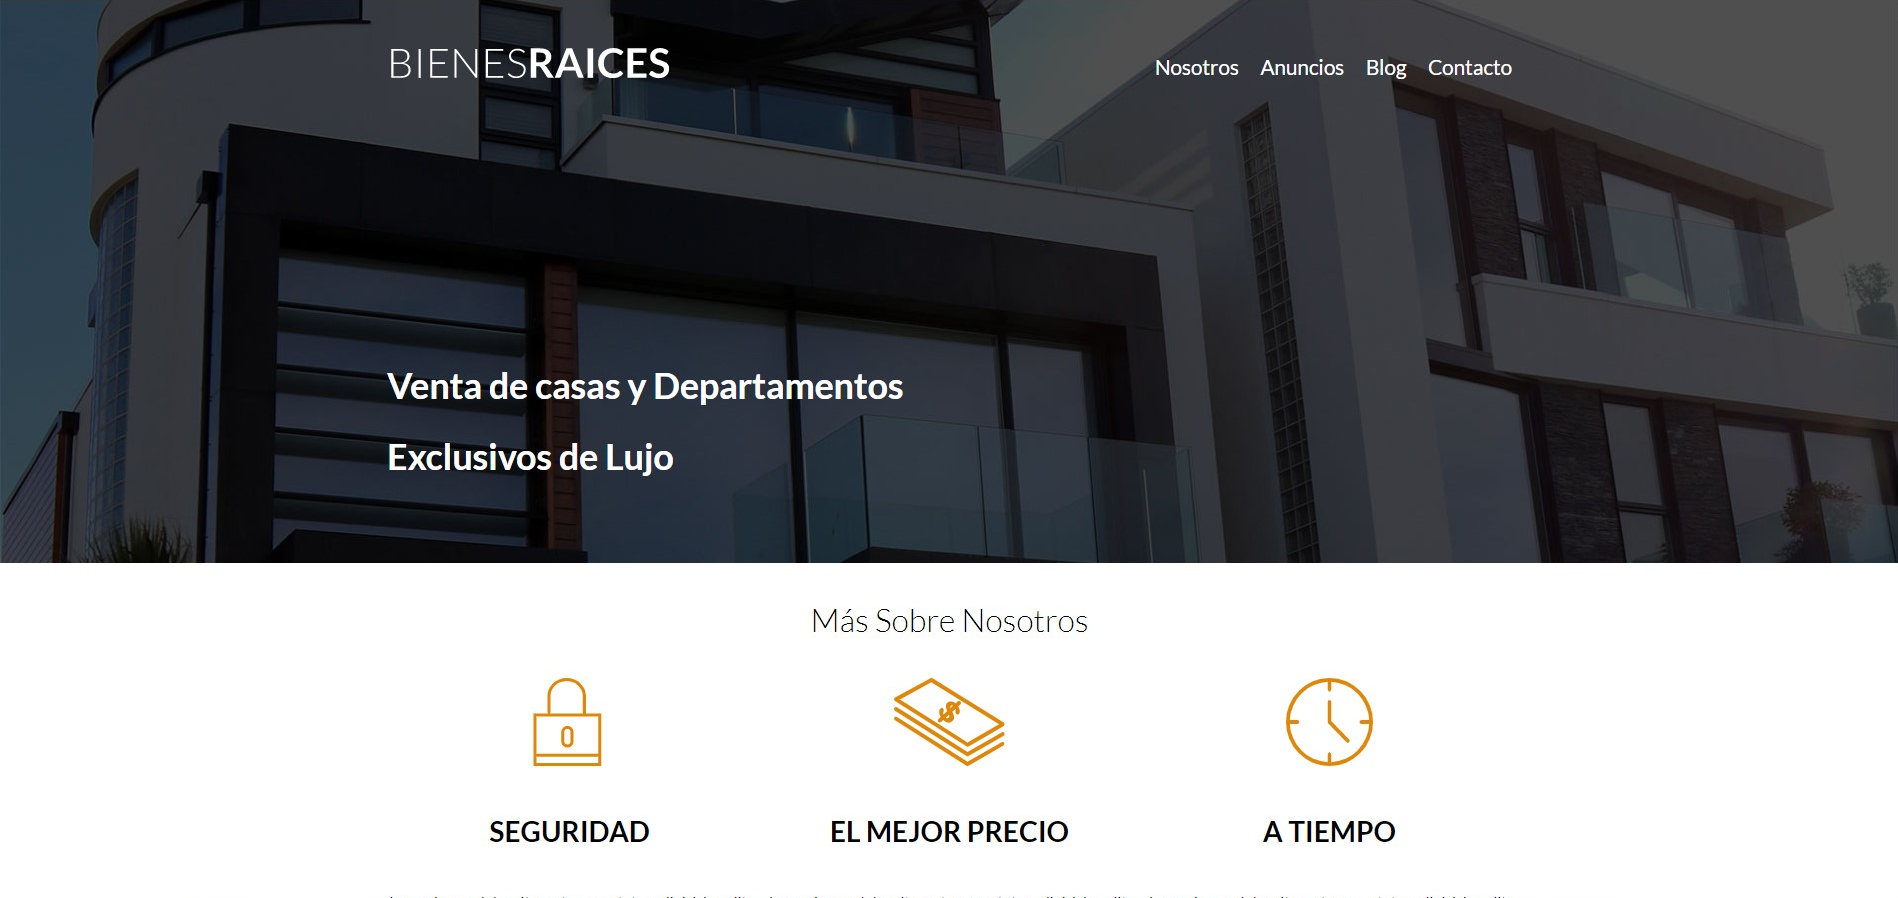 BIENESRAICES
Nosotros Anuncios Blog Contacto
Venta de casas y Departamentos
Exclusivos de Lujo
Más Sobre Nosotros
SEGURIDAD EL MEJOR PRECIO A TIEMPO